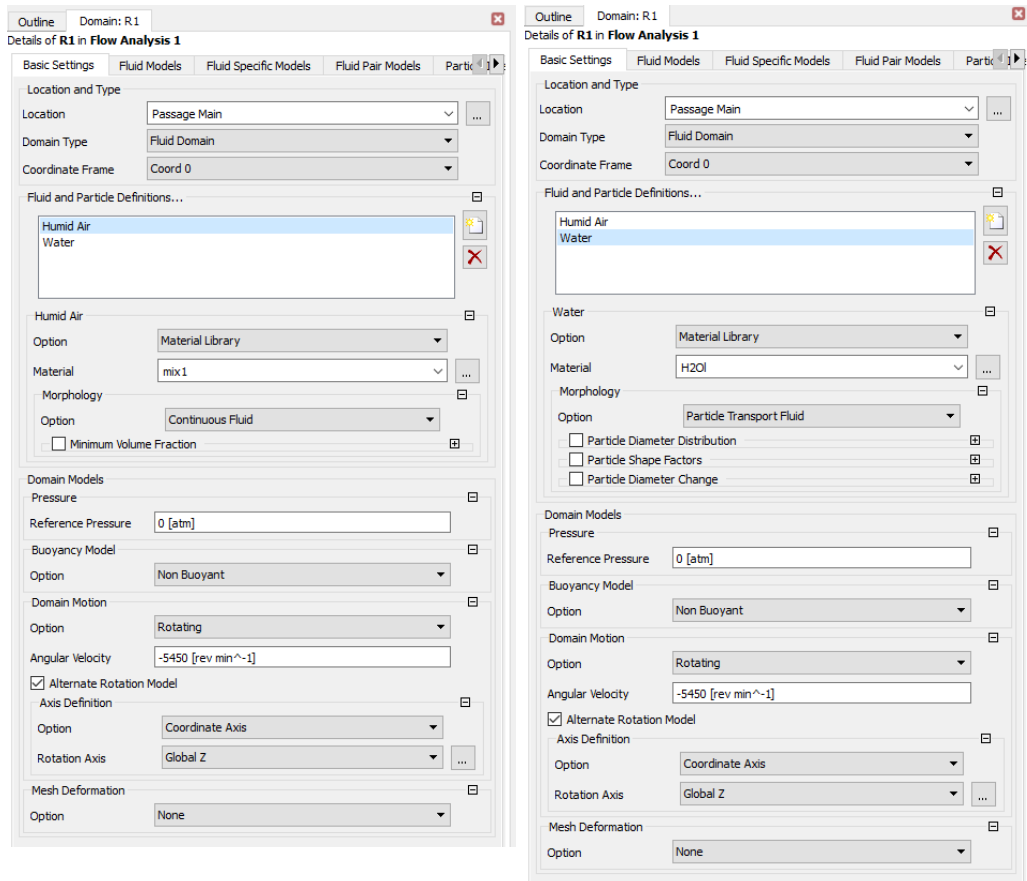 Outline Domain: R1
Details of R1 in Flow Analysis 1
Basic Settings Fluid Models Fluid Specific Models Fluid Pair Models
Location and Type
Location Passage Main ...
Domain Type Fluid Domain
Coordinate Frame Coord 0
Fluid and Particle Definitions...
Humid Air
Water
Humid Air
Option Material Library
Material mix1 ...
Morphology
Option Continuous Fluid
Minimum Volume Fraction
Domain Models
Pressure
Reference Pressure 0 [atm]
Buoyancy Model
Option Non Buoyant
Domain Motion
Option Rotating
Angular Velocity -5450 [rev min^-1]
Alternate Rotation Model
Axis Definition
Option Coordinate Axis
Rotation Axis Global Z ...
Mesh Deformation
Option None
Outline Domain: R1
Details of R1 in Flow Analysis 1
Basic Settings Fluid Models Fluid Specific Models Fluid Pair Models
Location and Type
Location Passage Main ...
Domain Type Fluid Domain
Coordinate Frame Coord 0
Fluid and Particle Definitions...
Humid Air
Water
Water
Option Material Library
Material H2Ol ...
Morphology
Option Particle Transport Fluid
Particle Diameter Distribution
Particle Shape Factors
Particle Diameter Change
Domain Models
Pressure
Reference Pressure 0 [atm]
Buoyancy Model
Option Non Buoyant
Domain Motion
Option Rotating
Angular Velocity -5450 [rev min^-1]
Alternate Rotation Model
Axis Definition
Option Coordinate Axis
Rotation Axis Global Z ...
Mesh Deformation
Option None